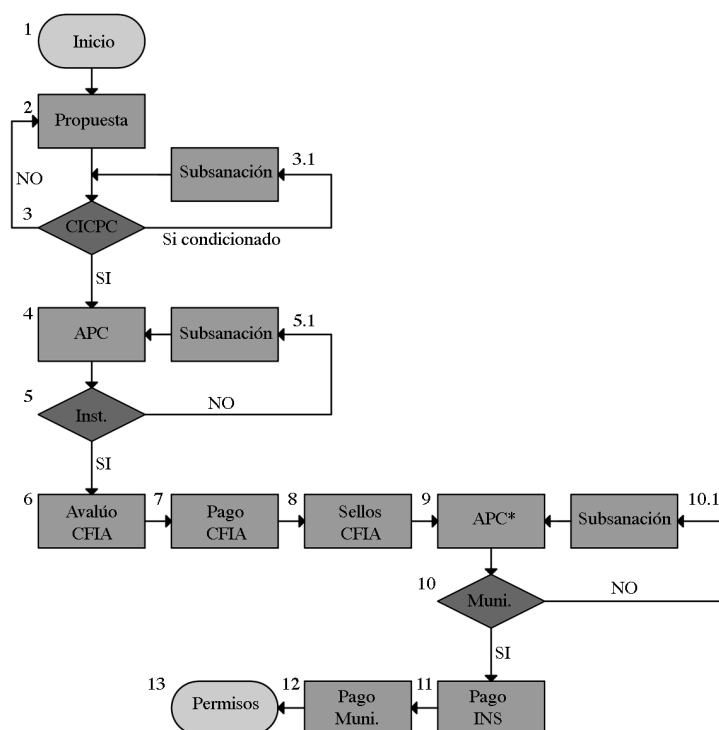 1
Inicio
2
Propuesta
NO
Subsanación
3.1
3
CICPC
Si condicionado
SI
4
APC
Subsanación
5.1
5
Inst.
NO
SI
6
Avalúo
CFIA
7
Pago
CFIA
8
Sellos
CFIA
9
APC*
Subsanación
10.1
10
Muni.
NO
SI
13
Permisos
12
Pago
Muni.
11
Pago
INS